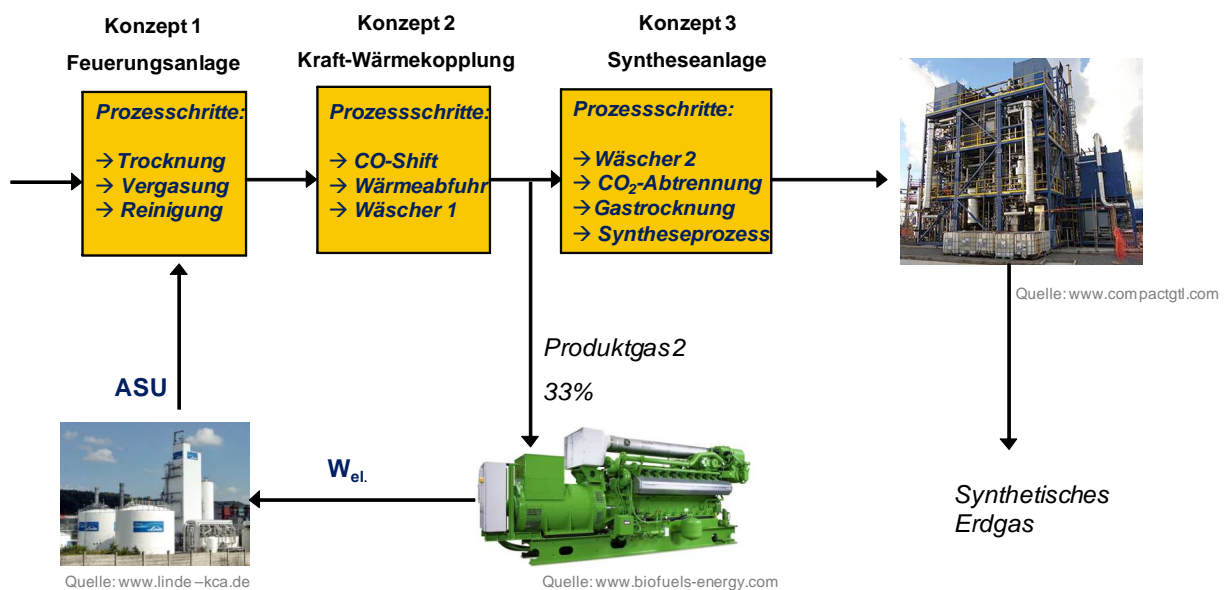 Konzept 1
Feuerungsanlage
Prozesschritte:
→ Trocknung
→ Vergasung
→ Reinigung
Konzept 2
Kraft-Wärmekopplung
Prozessschritte:
→ CO-Shift
→ Wärmeabfuhr
→ Wäscher 1
Konzept 3
Syntheseanlage
Prozessschritte:
→ Wäscher 2
→ CO₂-Abtrennung
→ Gastrocknung
→ Syntheseprozess
Quelle: www.compactgtl.com
Produktgas 2
33%
ASU
Wel.
Synthetisches
Erdgas
Quelle: www.linde–kca.de
Quelle: www.biofuels-energy.com